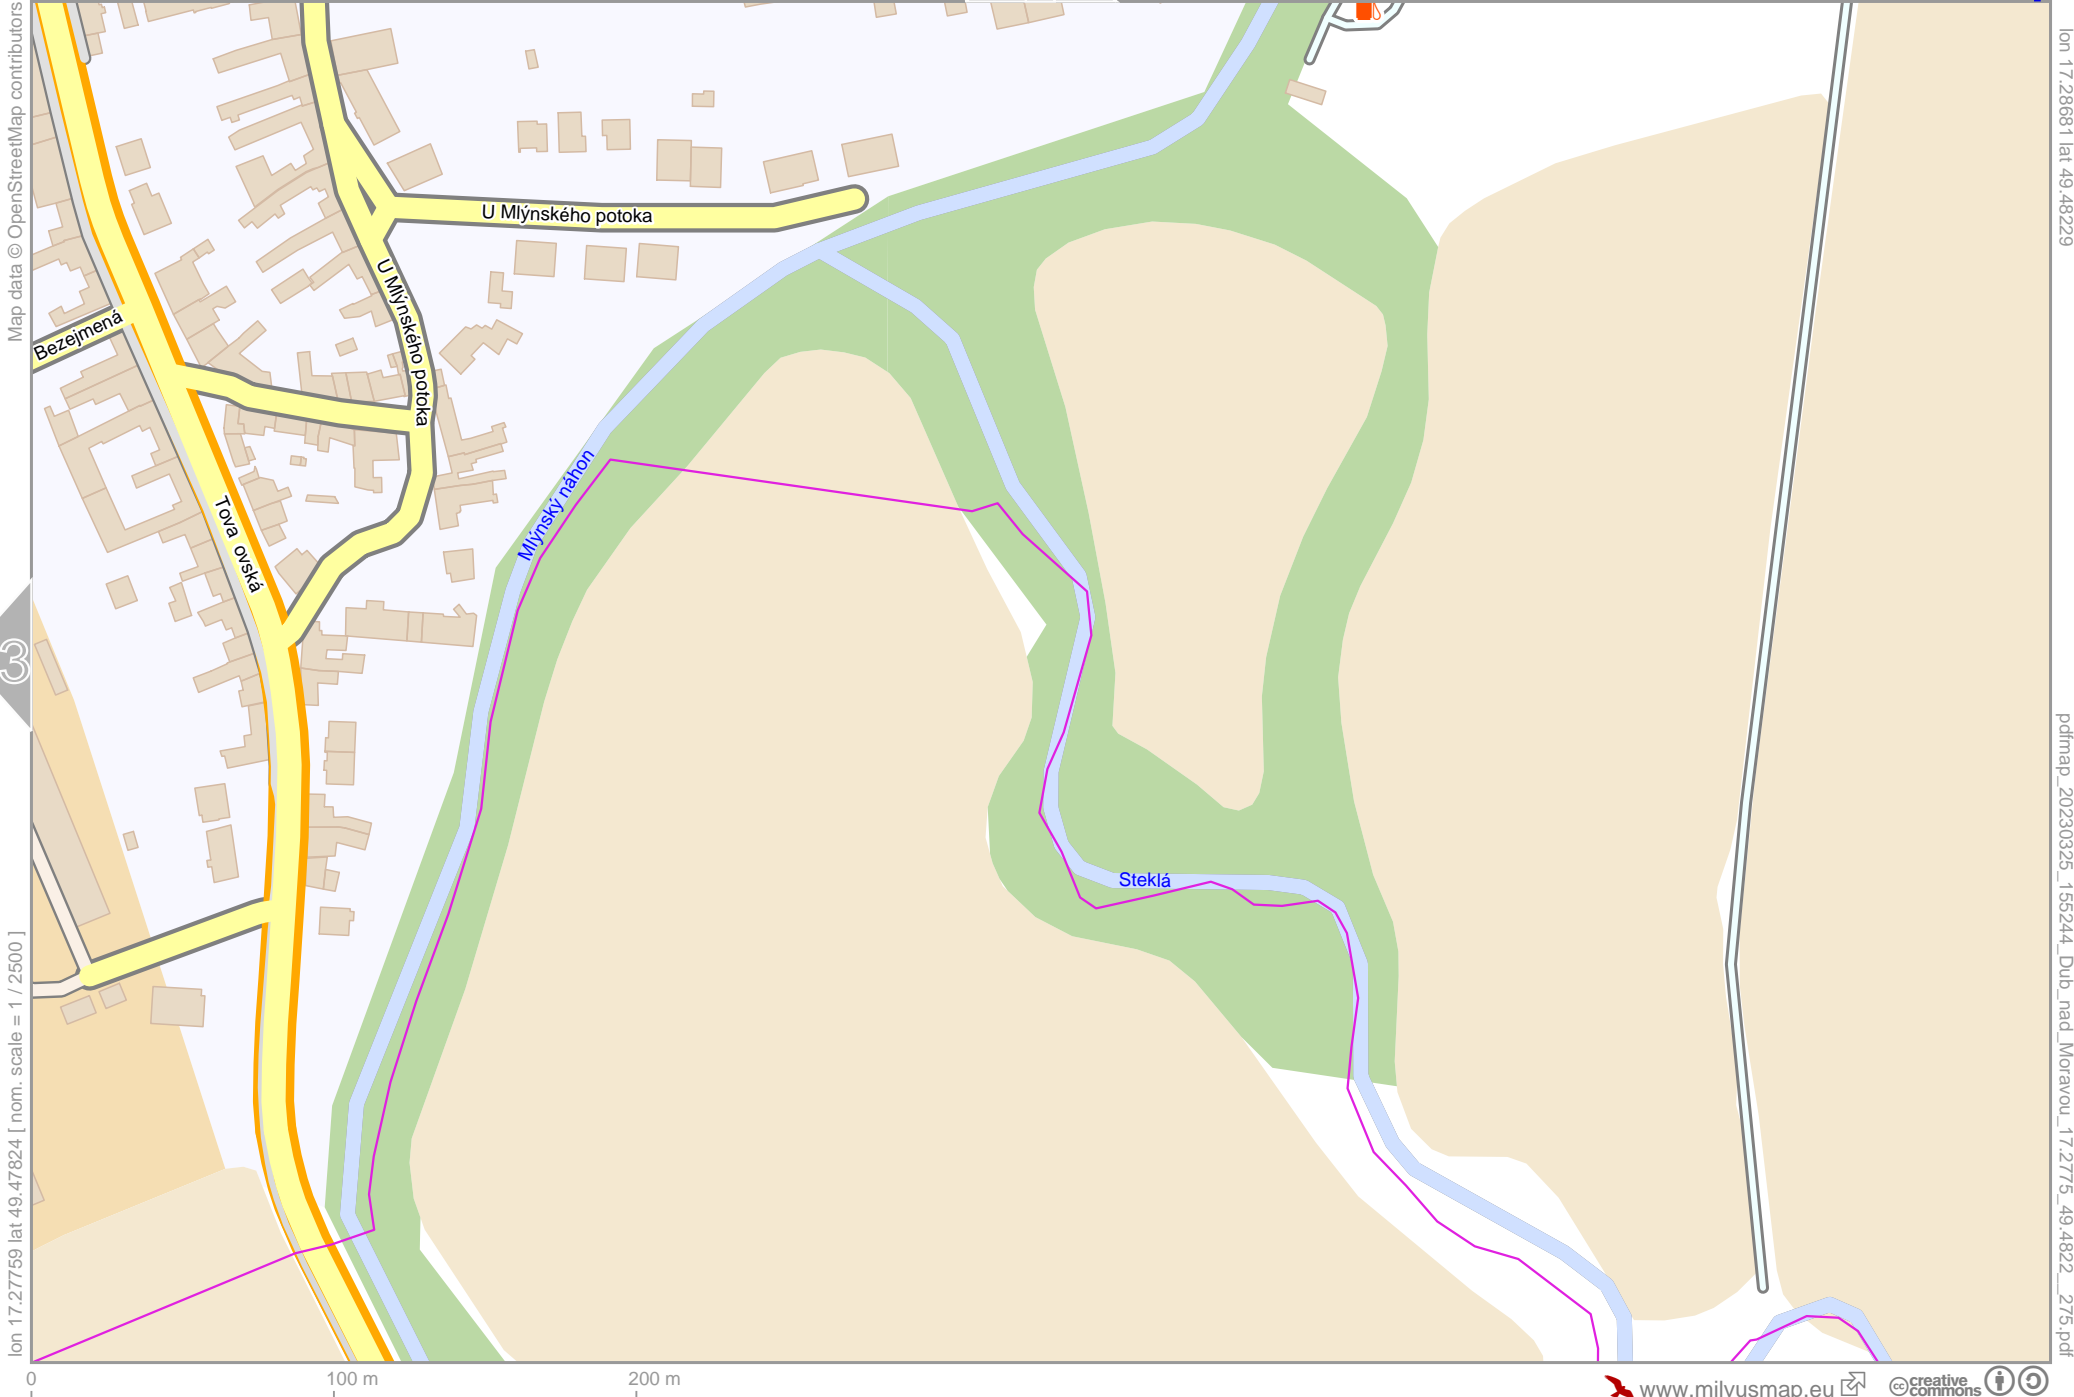 Map data © OpenStreetMap contributors
lon 17.28681 lat 49.48229
U Mlýnského potoka
U Mlýnského potoka
Bezejmená
Mlýnský náhon
Tova ovská
3
Steklá
lon 17.27759 lat 49.47824 [ nom. scale = 1 / 2500 ]
pdfmap_20230325_155244_Dub_nad_Moravou_17.2775_49.4822__275.pdf
0
100 m
200 m
www.milvusmap.eu
creative commons